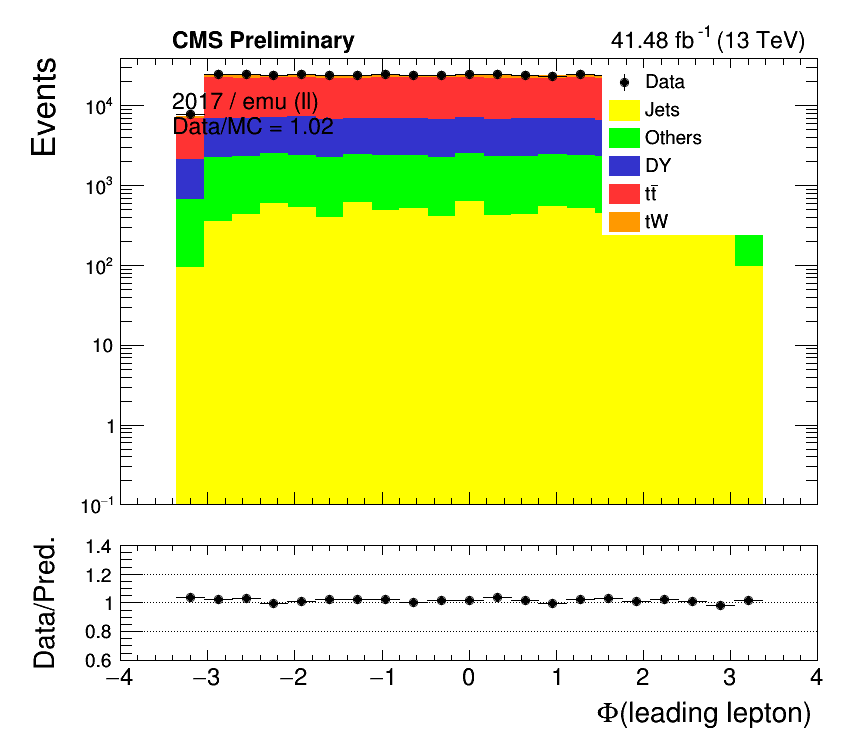 CMS Preliminary
41.48 fb⁻¹ (13 TeV)
Events
10⁴
10³
10²
10
1
10⁻¹
2017 / emu (ll)
Data/MC = 1.02
Data
Jets
Others
DY
tt̄
tW
Data/Pred.
1.4
1.2
1
0.8
0.6
−4 −3 −2 −1 0 1 2 3 4
Φ(leading lepton)